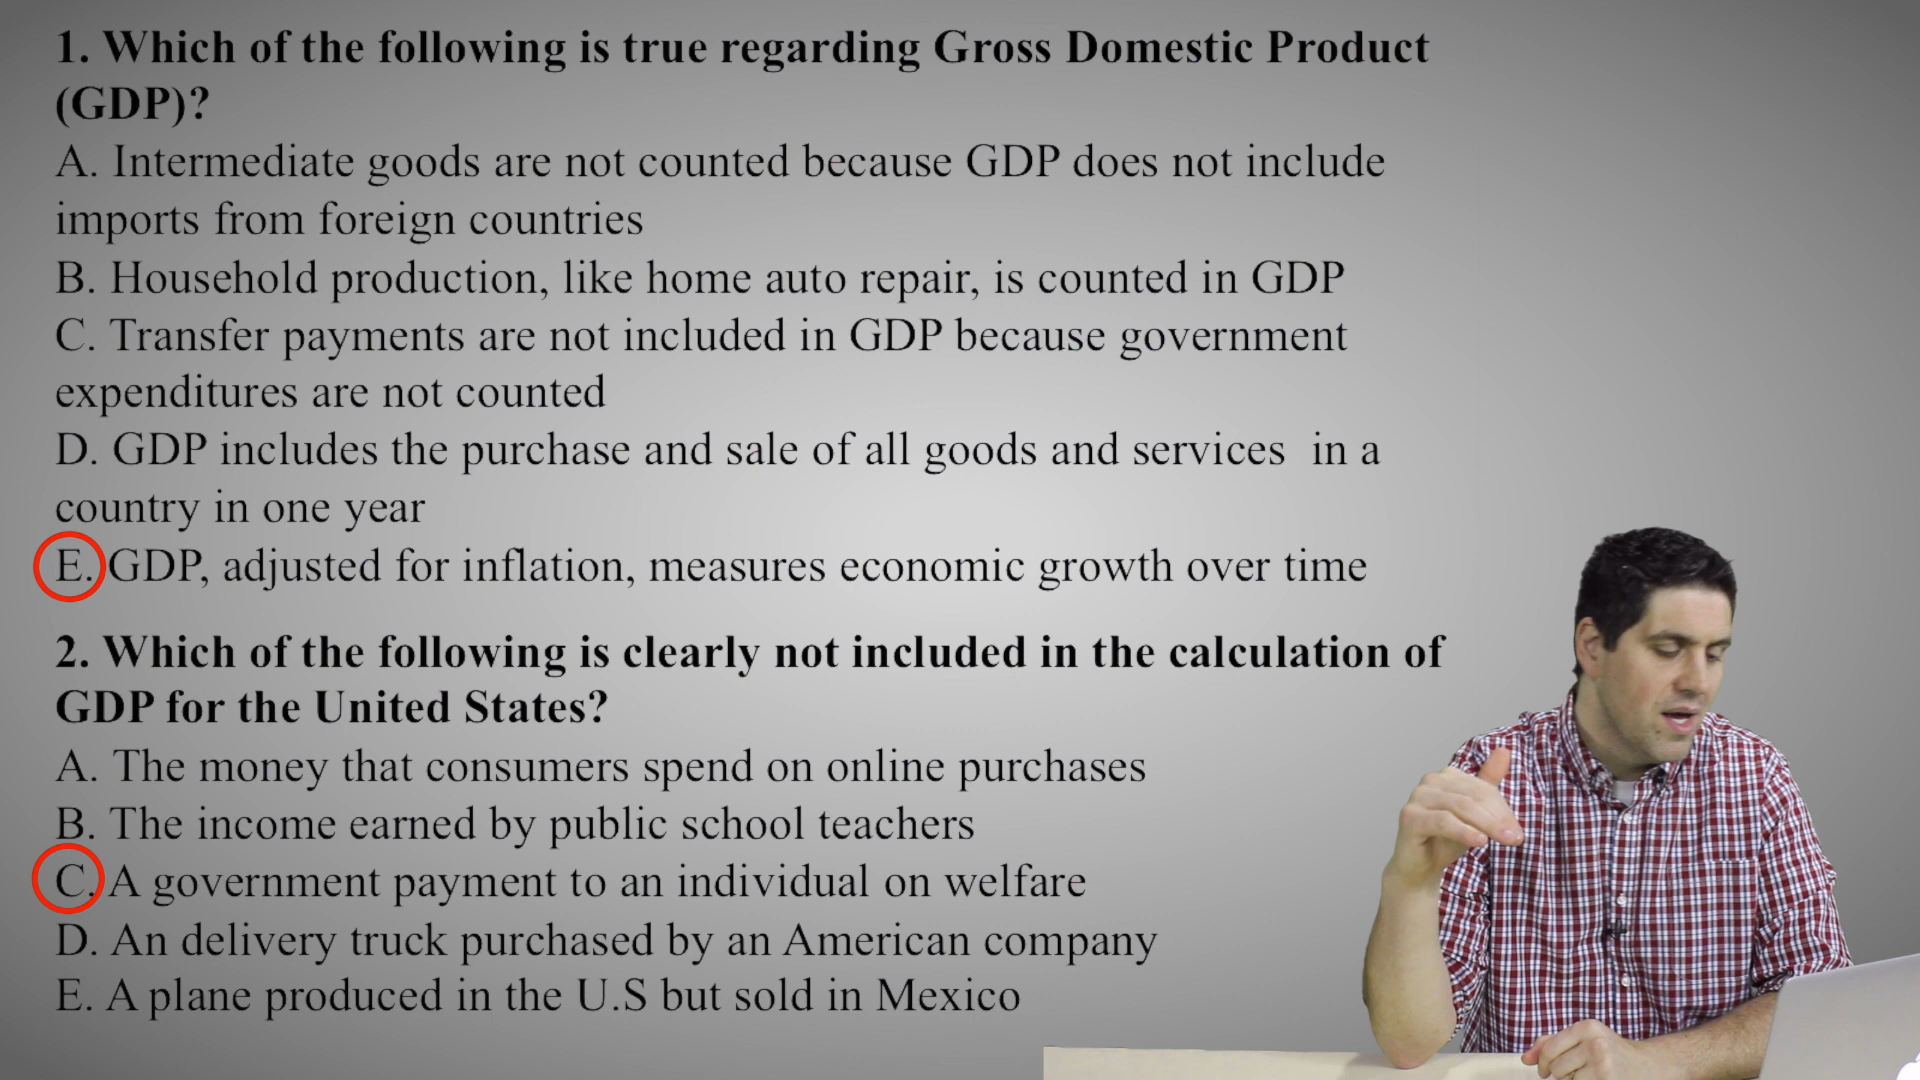 1. Which of the following is true regarding Gross Domestic Product
(GDP)?
A. Intermediate goods are not counted because GDP does not include
imports from foreign countries
B. Household production, like home auto repair, is counted in GDP
C. Transfer payments are not included in GDP because government
expenditures are not counted
D. GDP includes the purchase and sale of all goods and services in a
country in one year
E. GDP, adjusted for inflation, measures economic growth over time
2. Which of the following is clearly not included in the calculation of
GDP for the United States?
A. The money that consumers spend on online purchases
B. The income earned by public school teachers
C. A government payment to an individual on welfare
D. An delivery truck purchased by an American company
E. A plane produced in the U.S but sold in Mexico